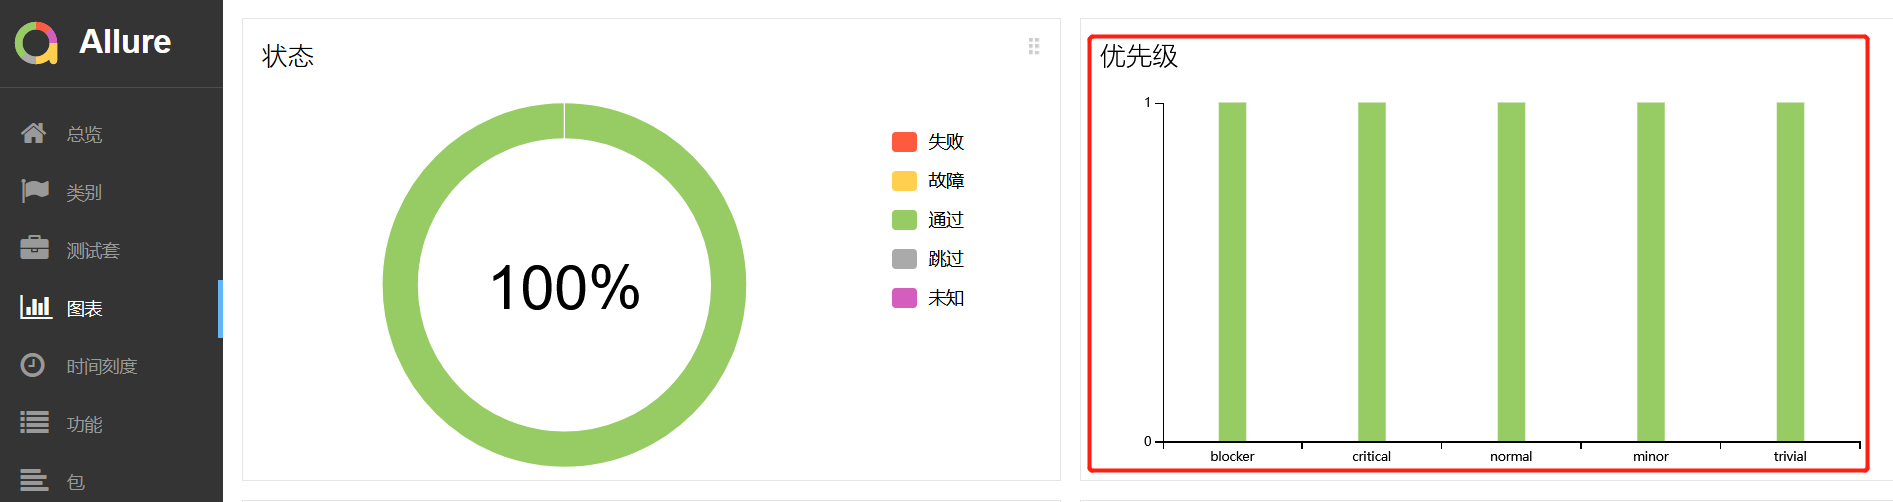 Allure
总览
类别
测试套
图表
时间刻度
功能
包
状态
100%
失败
故障
通过
跳过
未知
优先级
1
0
blocker critical normal minor trivial